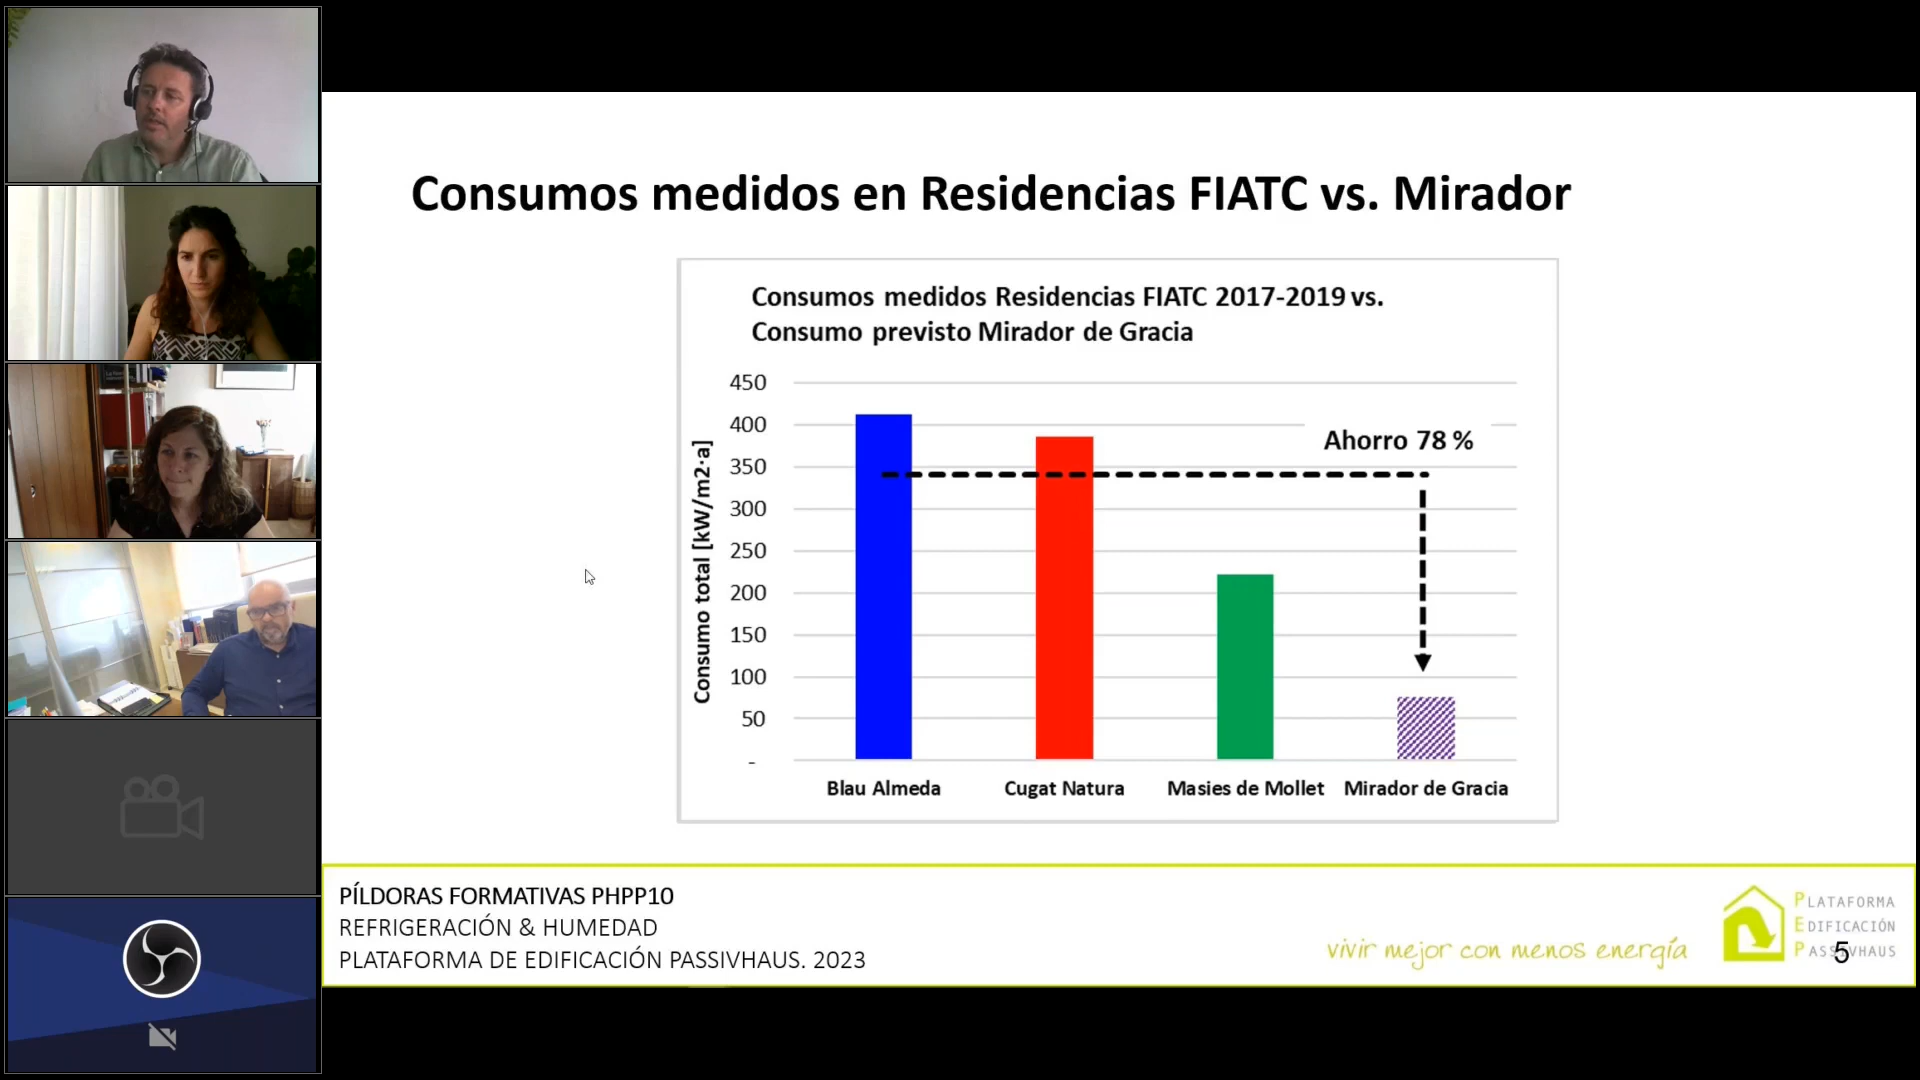 Consumos medidos en Residencias FIATC vs. Mirador
Consumos medidos Residencias FIATC 2017-2019 vs.
Consumo previsto Mirador de Gracia
Consumo total [kW/m2·a]
450
400
350
300
250
200
150
100
50
-
Ahorro 78 %
Blau Almeda
Cugat Natura
Masies de Mollet
Mirador de Gracia
PÍLDORAS FORMATIVAS PHPP10
REFRIGERACIÓN & HUMEDAD
PLATAFORMA DE EDIFICACIÓN PASSIVHAUS. 2023
vivir mejor con menos energía
PLATAFORMA
EDIFICACIÓN
PASSIVHAUS
5